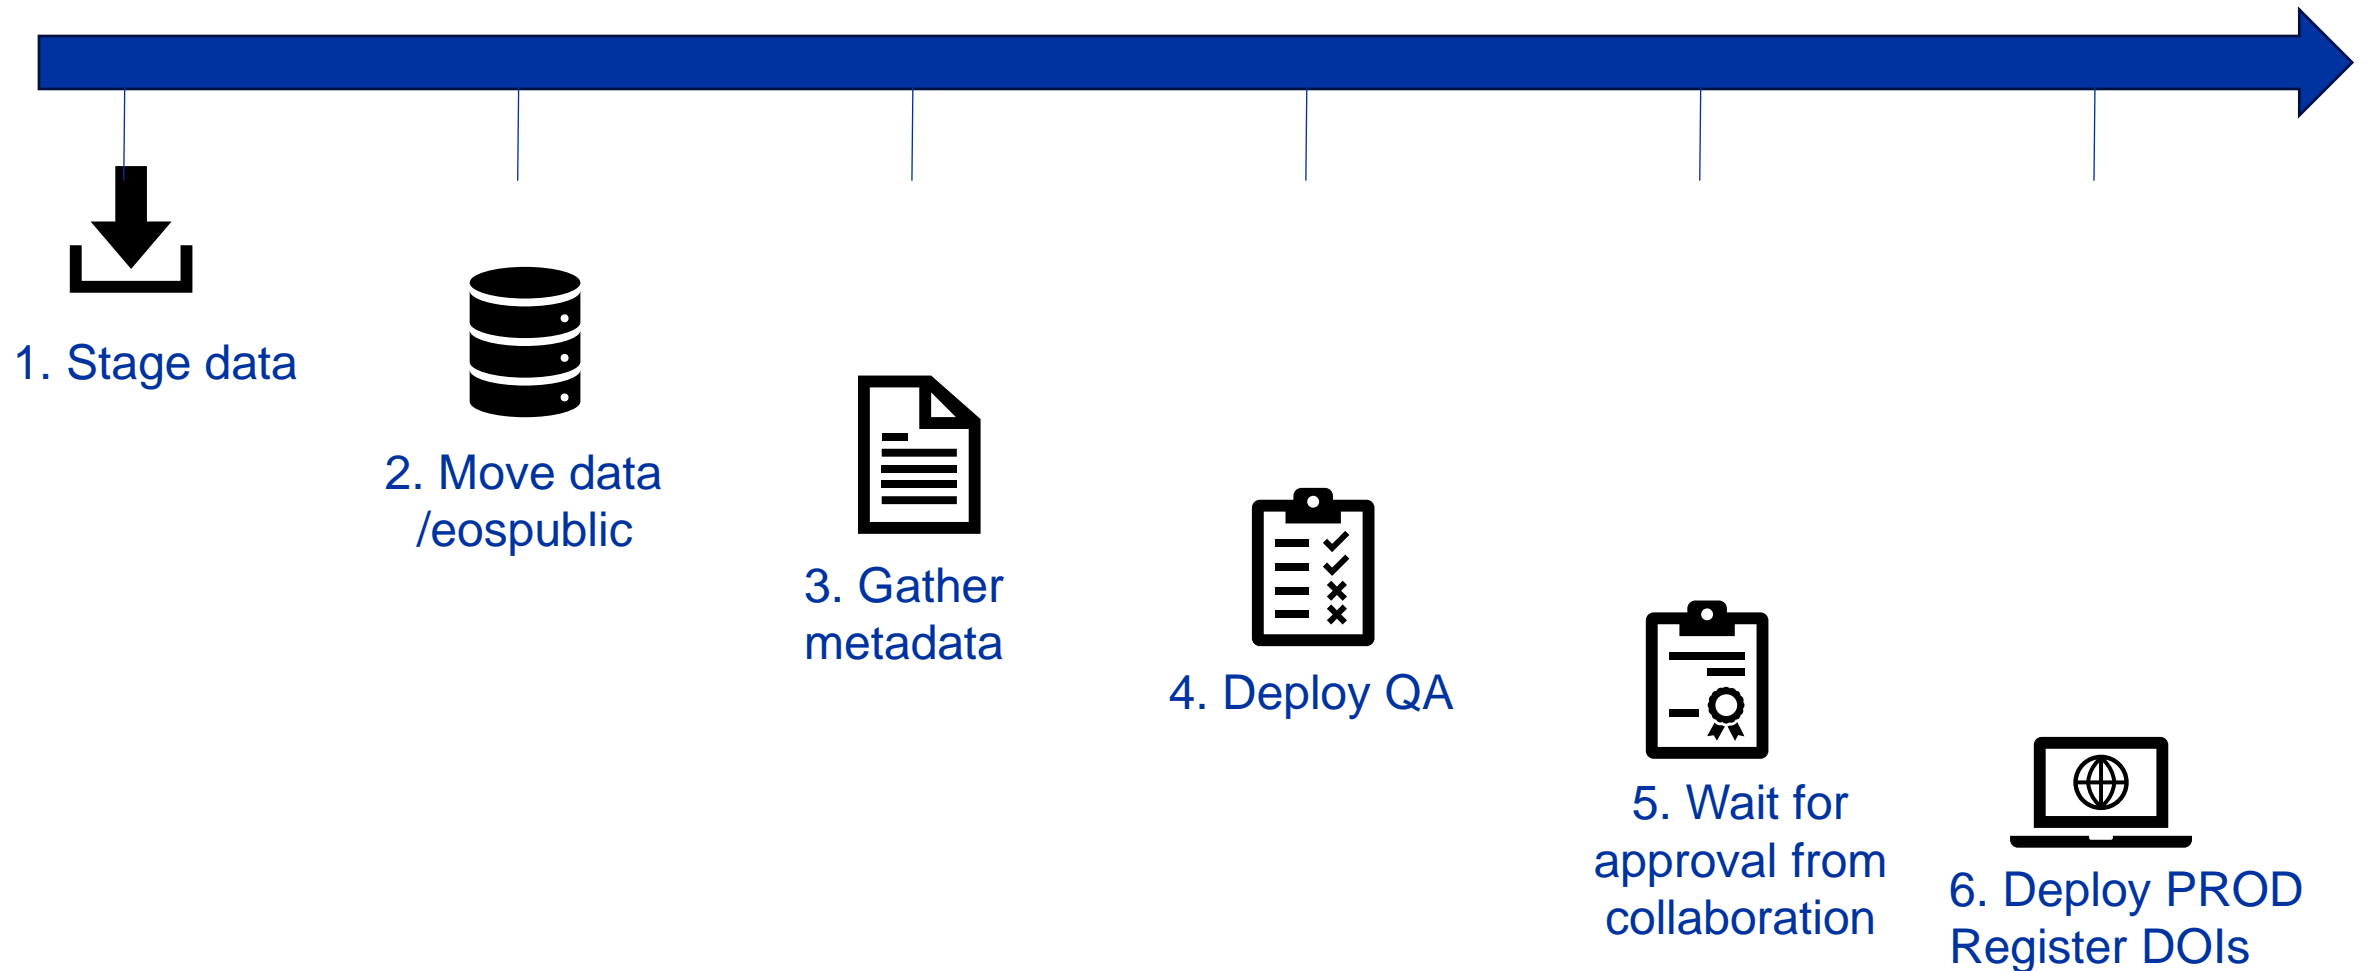 1. Stage data
2. Move data
/eospublic
3. Gather
metadata
4. Deploy QA
5. Wait for
approval from
collaboration
6. Deploy PROD
Register DOIs